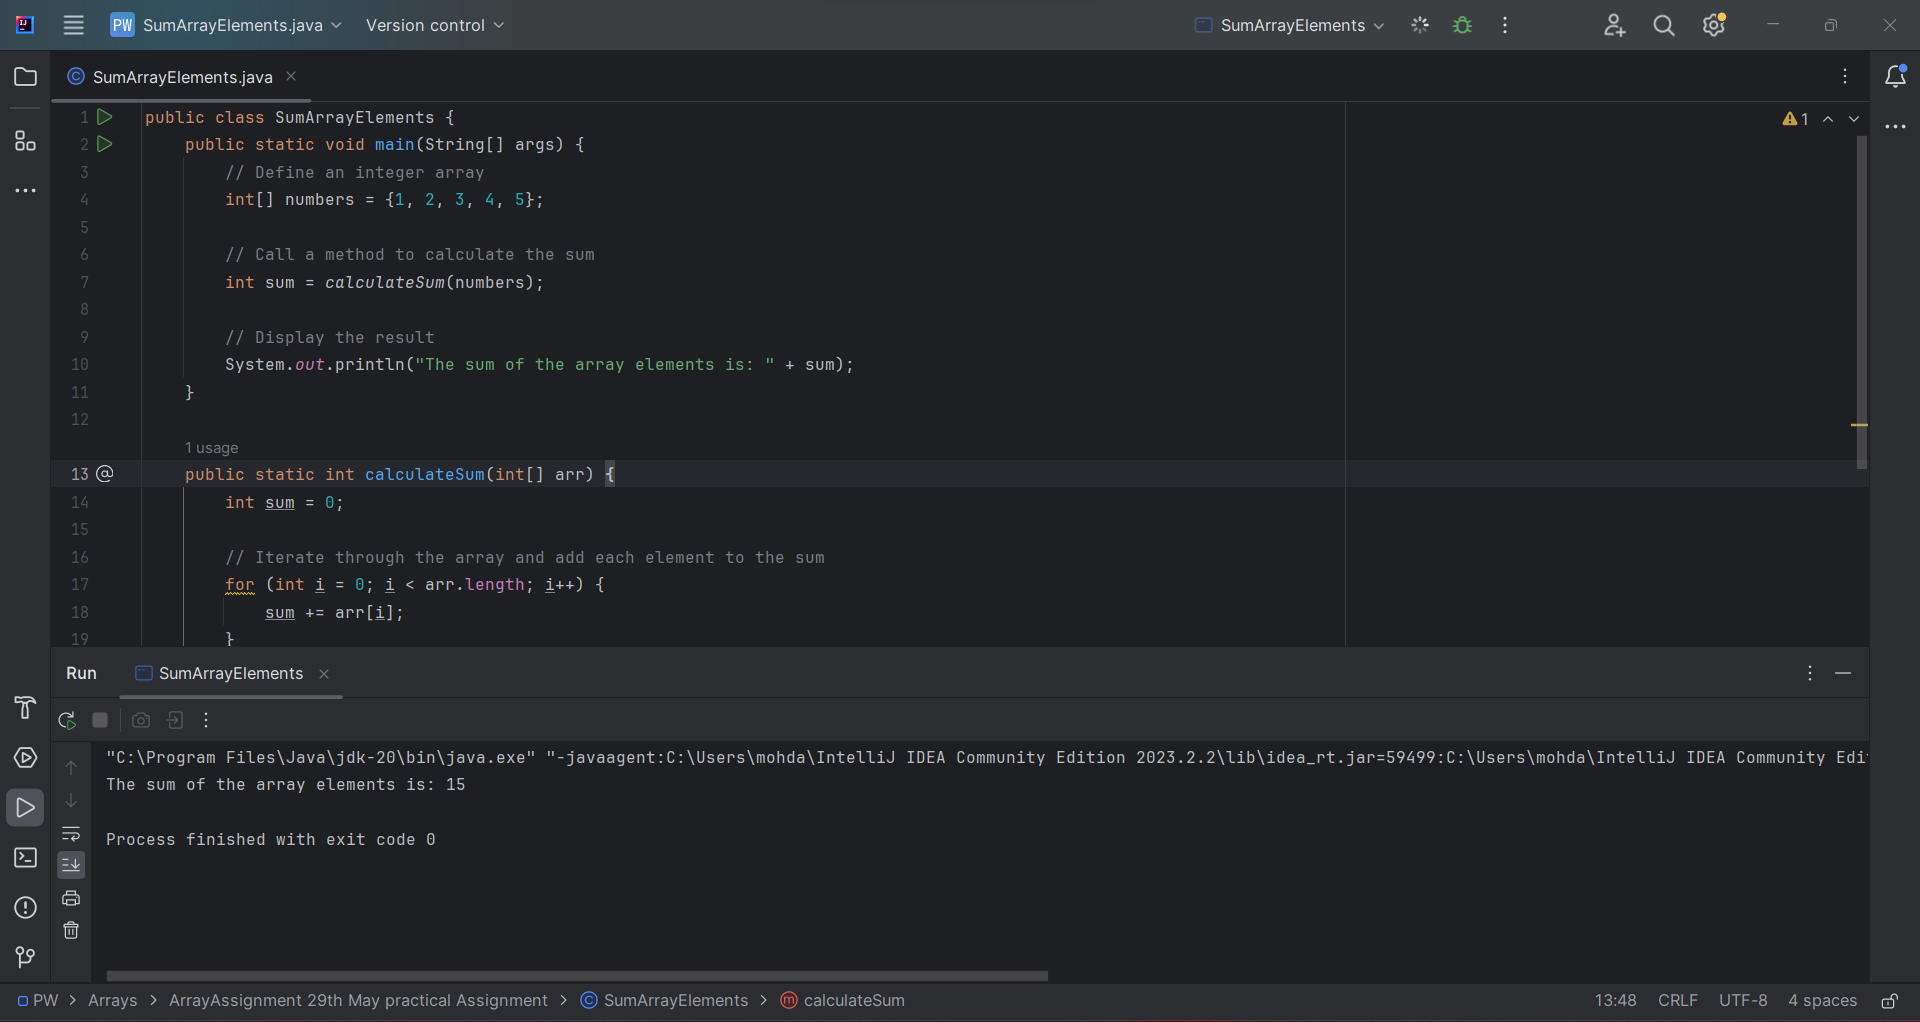 PW SumArrayElements.java Version control SumArrayElements
SumArrayElements.java
1 public class SumArrayElements {
2 public static void main(String[] args) {
3 // Define an integer array
4 int[] numbers = {1, 2, 3, 4, 5};
5
6 // Call a method to calculate the sum
7 int sum = calculateSum(numbers);
8
9 // Display the result
10 System.out.println("The sum of the array elements is: " + sum);
11 }
12
1 usage
13 public static int calculateSum(int[] arr) {
14 int sum = 0;
15
16 // Iterate through the array and add each element to the sum
17 for (int i = 0; i < arr.length; i++) {
18 sum += arr[i];
19 }
1
Run SumArrayElements
"C:\Program Files\Java\jdk-20\bin\java.exe" "-javaagent:C:\Users\mohda\IntelliJ IDEA Community Edition 2023.2.2\lib\idea_rt.jar=59499:C:\Users\mohda\IntelliJ IDEA Community Edi
The sum of the array elements is: 15
Process finished with exit code 0
PW > Arrays > ArrayAssignment 29th May practical Assignment > SumArrayElements > calculateSum 13:48 CRLF UTF-8 4 spaces